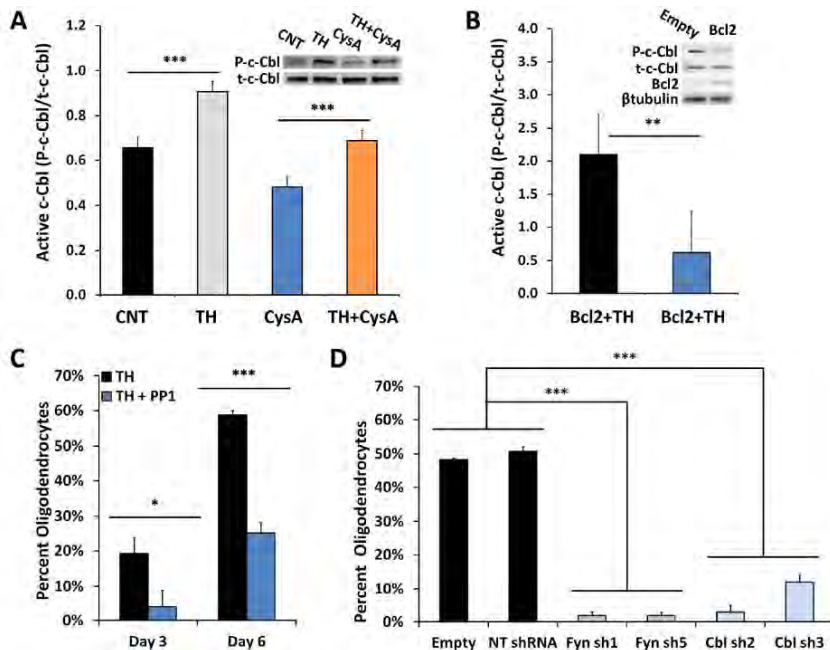 A
Active c-Cbl (P-c-Cbl/t-c-Cbl)
1.2
1.0
0.8
0.6
0.4
0.2
0.0
***
***
CNT TH CysA TH+CysA
P-c-Cbl
t-c-Cbl
CNT TH CysA TH+CysA
B
Active c-Cbl (P-c-Cbl/t-c-Cbl)
4.0
3.5
3.0
2.5
2.0
1.5
1.0
0.5
0.0
Empty Bcl2
P-c-Cbl
t-c-Cbl
Bcl2
βtubulin
**
Bcl2+TH Bcl2+TH
C
Percent Oligodendrocytes
70%
60%
50%
40%
30%
20%
10%
0%
TH
TH + PP1
***
*
Day 3 Day 6
D
Percent Oligodendrocytes
70%
60%
50%
40%
30%
20%
10%
0%
***
***
Empty NT shRNA Fyn sh1 Fyn sh5 Cbl sh2 Cbl sh3